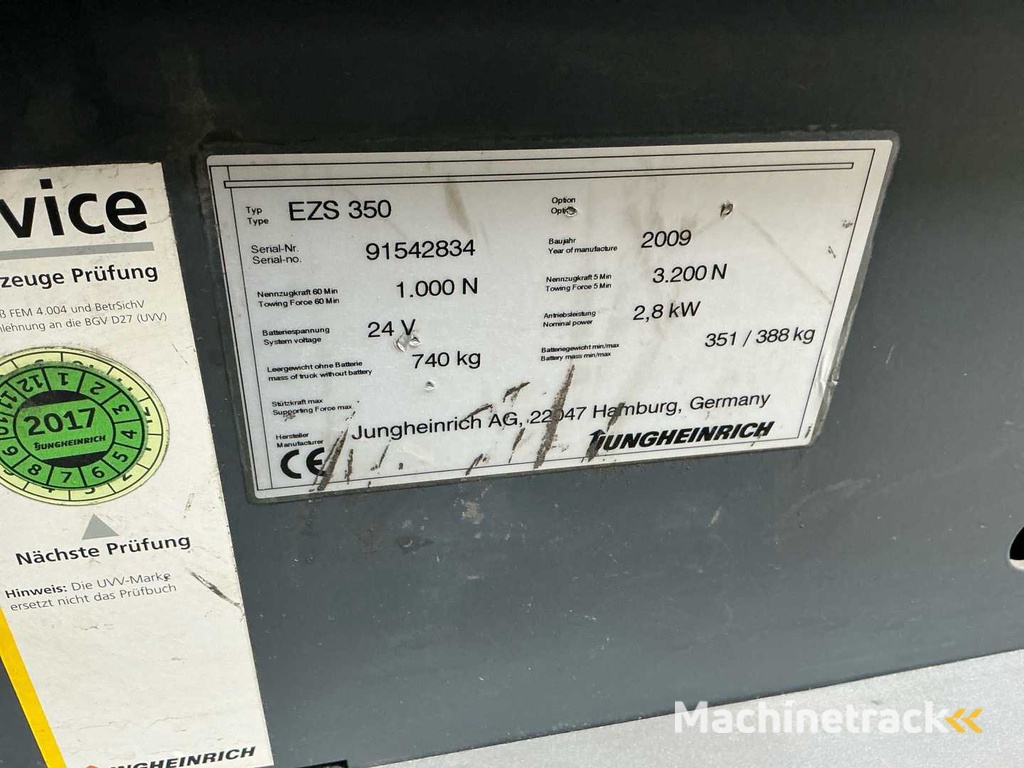 vice
zeuge Prüfung
ß FEM 4.004 und BetrSichV
nlehnung an die BGV D27 (UVV)
2017
JUNGHEINRICH
Nächste Prüfung
Hinweis: Die UVV-Marke
ersetzt nicht das Prüfbuch
JUNGHEINRICH
Typ
Type
EZS 350
Option
Option
Serial-Nr.
Serial-no.
91542834
Baujahr
Year of manufacture
2009
Nennzugkraft 60 Min
Towing Force 60 Min
1.000 N
Nennzugkraft 5 Min
Towing Force 5 Min
3.200 N
Batteriespannung
System voltage
24 V
Antriebsleistung
Nominal power
2,8 kW
Leergewicht ohne Batterie
mass of truck without battery
740 kg
Batteriegewicht min/max
Battery mass min/max
351 / 388 kg
Stützkraft max
Supporting Force max
Hersteller
Manufacturer
Jungheinrich AG, 22047 Hamburg, Germany
CE
JUNGHEINRICH
Machinetrack